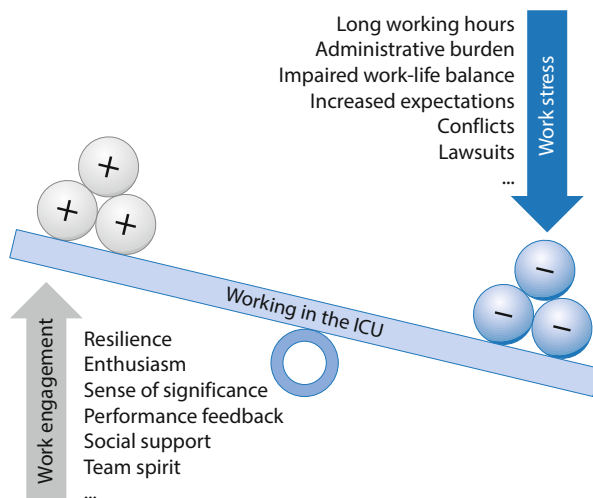 Long working hours
Administrative burden
Impaired work-life balance
Increased expectations
Conflicts
Lawsuits
...
Work stress
+
+
+
−
−
−
Working in the ICU
Work engagement
Resilience
Enthusiasm
Sense of significance
Performance feedback
Social support
Team spirit
...